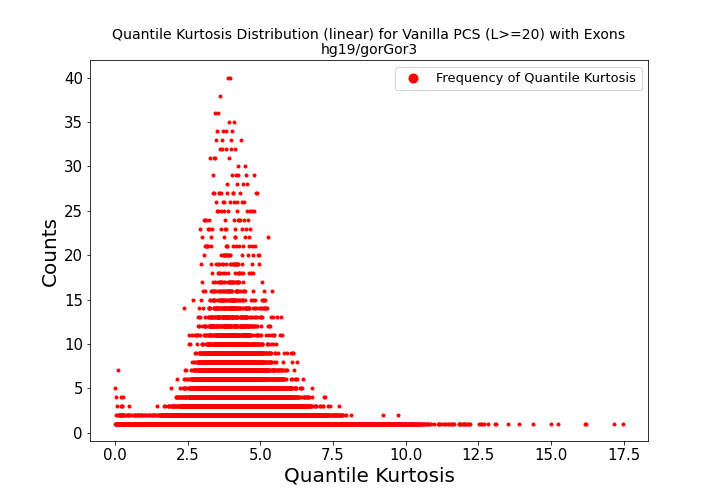 Quantile Kurtosis Distribution (linear) for Vanilla PCS (L>=20) with Exons
hg19/gorGor3
Frequency of Quantile Kurtosis
Counts
40
35
30
25
20
15
10
5
0
0.0 2.5 5.0 7.5 10.0 12.5 15.0 17.5
Quantile Kurtosis